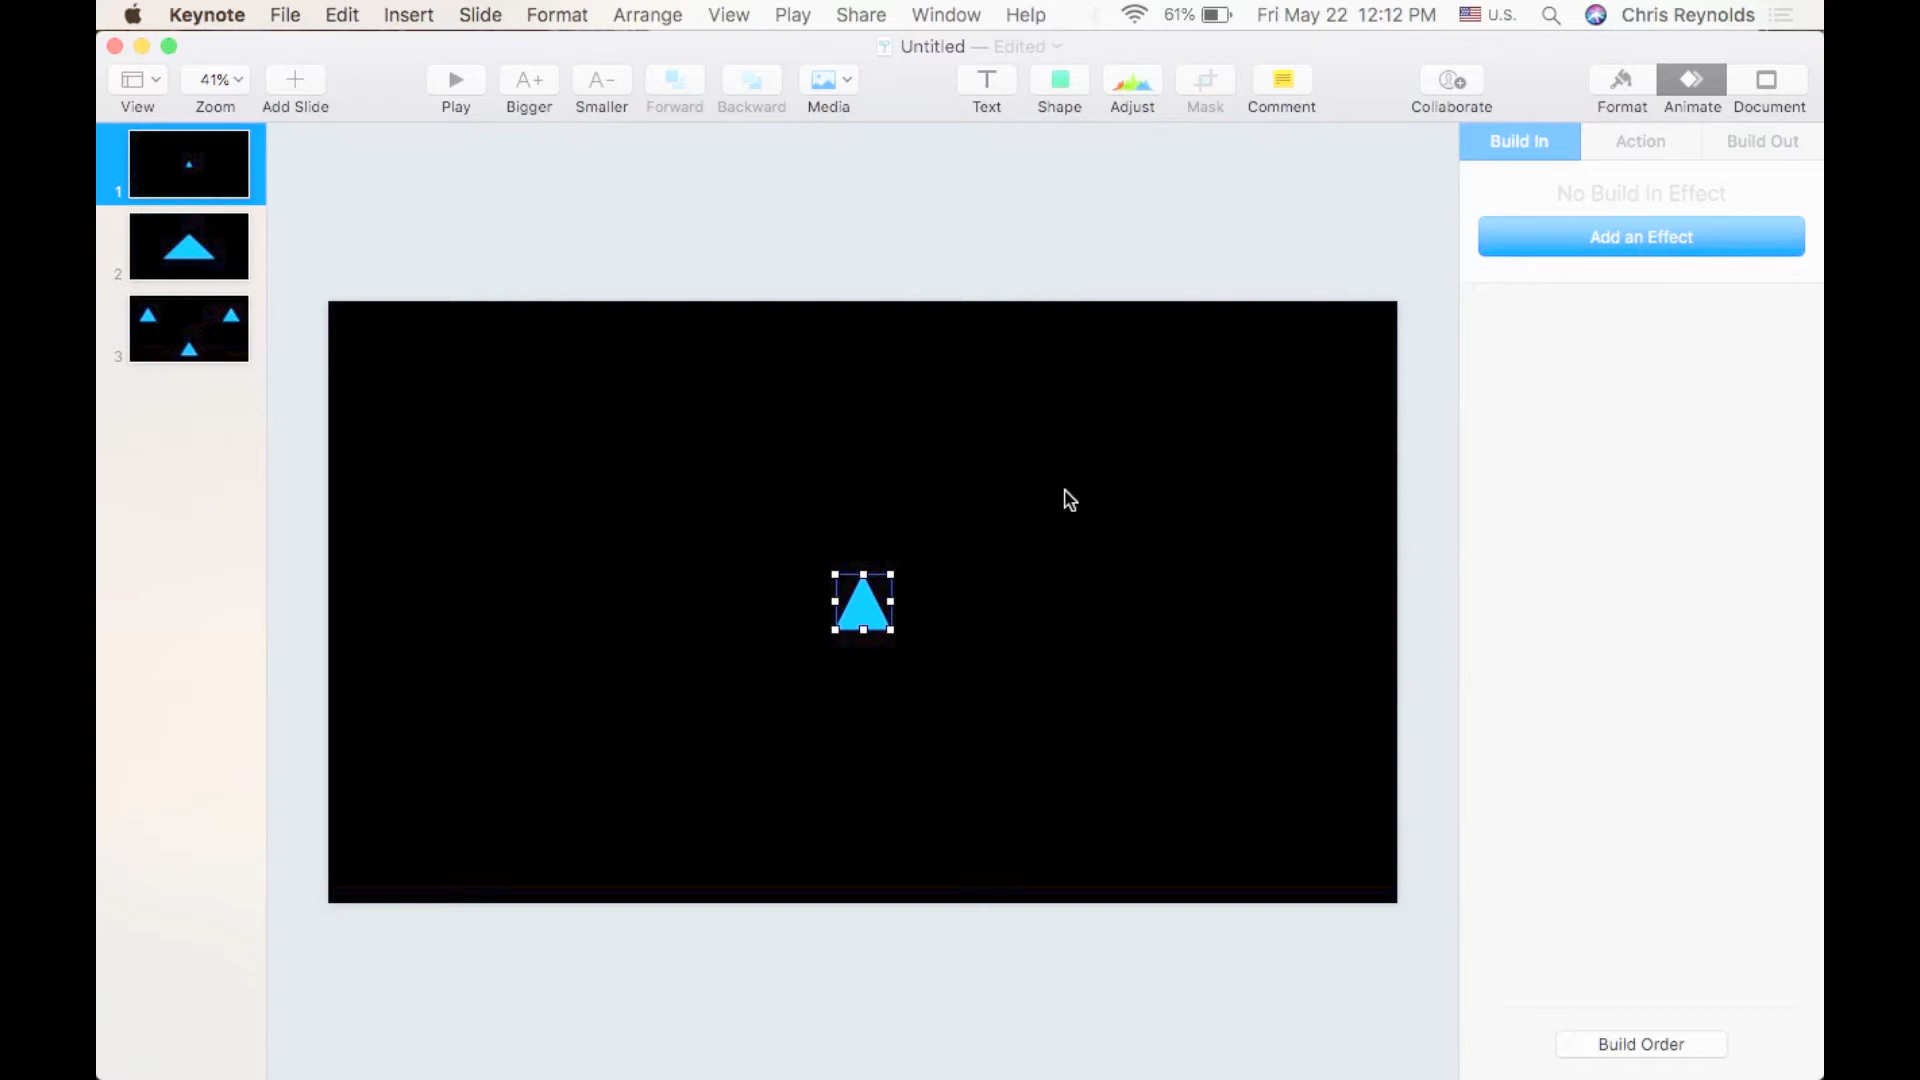 Keynote File Edit Insert Slide Format Arrange View Play Share Window Help 61% Fri May 22 12:12 PM U.S. Chris Reynolds
Untitled — Edited
41%
View Zoom Add Slide Play Bigger Smaller Forward Backward Media Text Shape Adjust Mask Comment Collaborate Format Animate Document
Build In Action Build Out
No Build In Effect
Add an Effect
1
2
3
Build Order